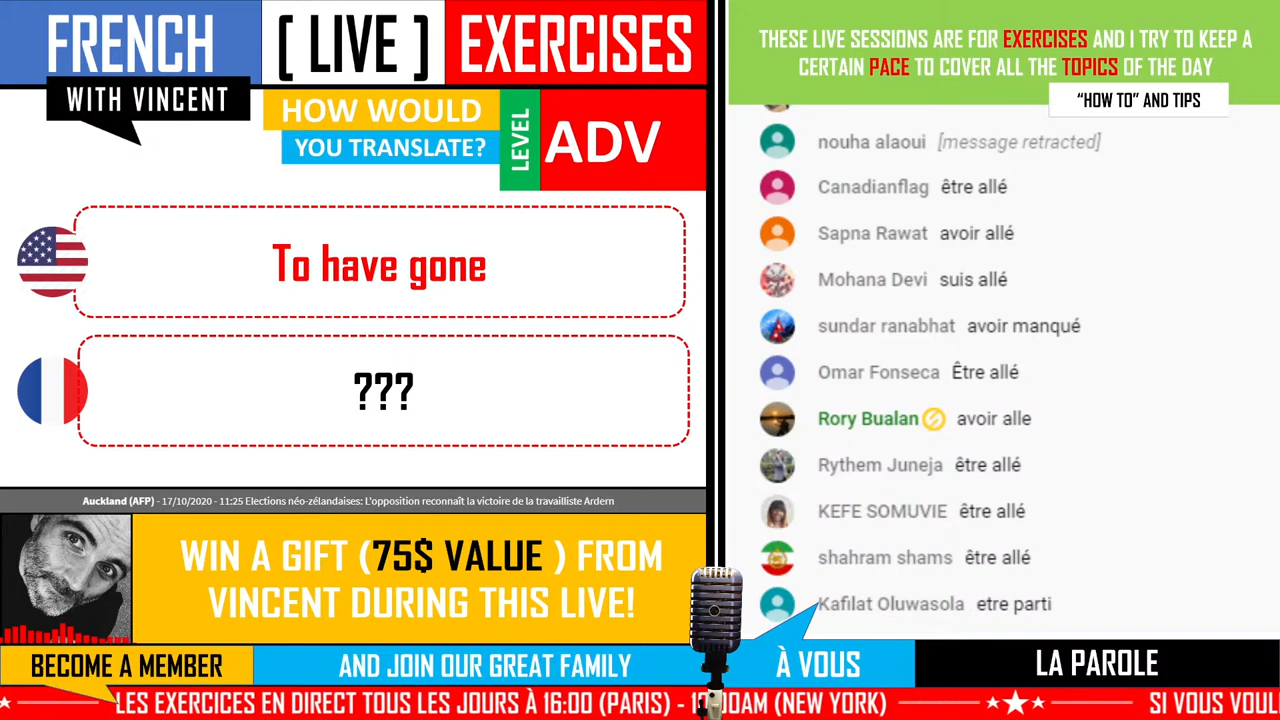 FRENCH
[ LIVE ]
EXERCISES
WITH VINCENT
HOW WOULD
YOU TRANSLATE?
LEVEL
ADV
To have gone
???
Auckland (AFP) - 17/10/2020 - 11:25 Elections néo-zélandaises: L'opposition reconnaît la victoire de la travailliste Ardern
WIN A GIFT (75$ VALUE ) FROM
VINCENT DURING THIS LIVE!
THESE LIVE SESSIONS ARE FOR EXERCISES AND I TRY TO KEEP A
CERTAIN PACE TO COVER ALL THE TOPICS OF THE DAY
"HOW TO" AND TIPS
nouha alaoui [message retracted]
Canadianflag être allé
Sapna Rawat avoir allé
Mohana Devi suis allé
sundar ranabhat avoir manqué
Omar Fonseca Être allé
Rory Bualan avoir alle
Rythem Juneja être allé
KEFE SOMUVIE être allé
shahram shams être allé
Kafilat Oluwasola etre parti
BECOME A MEMBER
AND JOIN OUR GREAT FAMILY
À VOUS
LA PAROLE
LES EXERCICES EN DIRECT TOUS LES JOURS À 16:00 (PARIS) - (NEW YORK)
SI VOUS